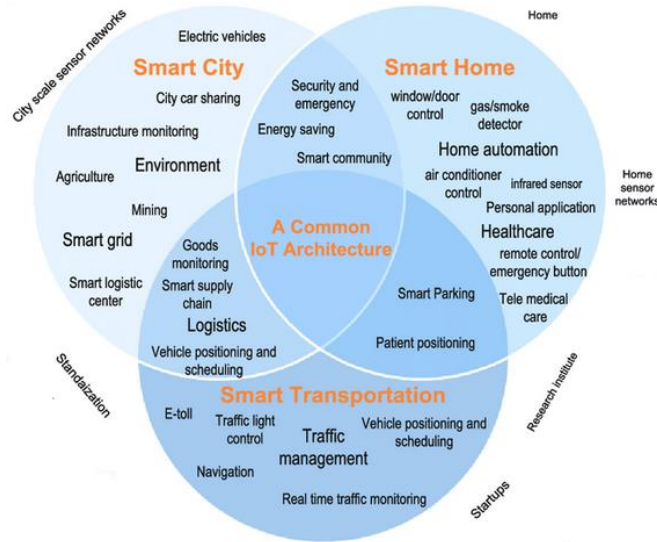 Home
Electric vehicles
City scale sensor networks
Smart City
Smart Home
City car sharing
Security and
emergency
window/door
control
gas/smoke
detector
Infrastructure monitoring
Energy saving
Home automation
Smart community
Environment
Agriculture
air conditioner
control
infrared sensor
Home
sensor
networks
Mining
Personal application
A Common
IoT Architecture
Healthcare
Smart grid
Goods
monitoring
remote control/
emergency button
Smart logistic
center
Smart supply
chain
Smart Parking
Tele medical
care
Logistics
Patient positioning
Vehicle positioning and
scheduling
Standaization
Research institute
Smart Transportation
E-toll
Traffic light
control
Vehicle positioning and
scheduling
Traffic
management
Navigation
Real time traffic monitoring
Startups